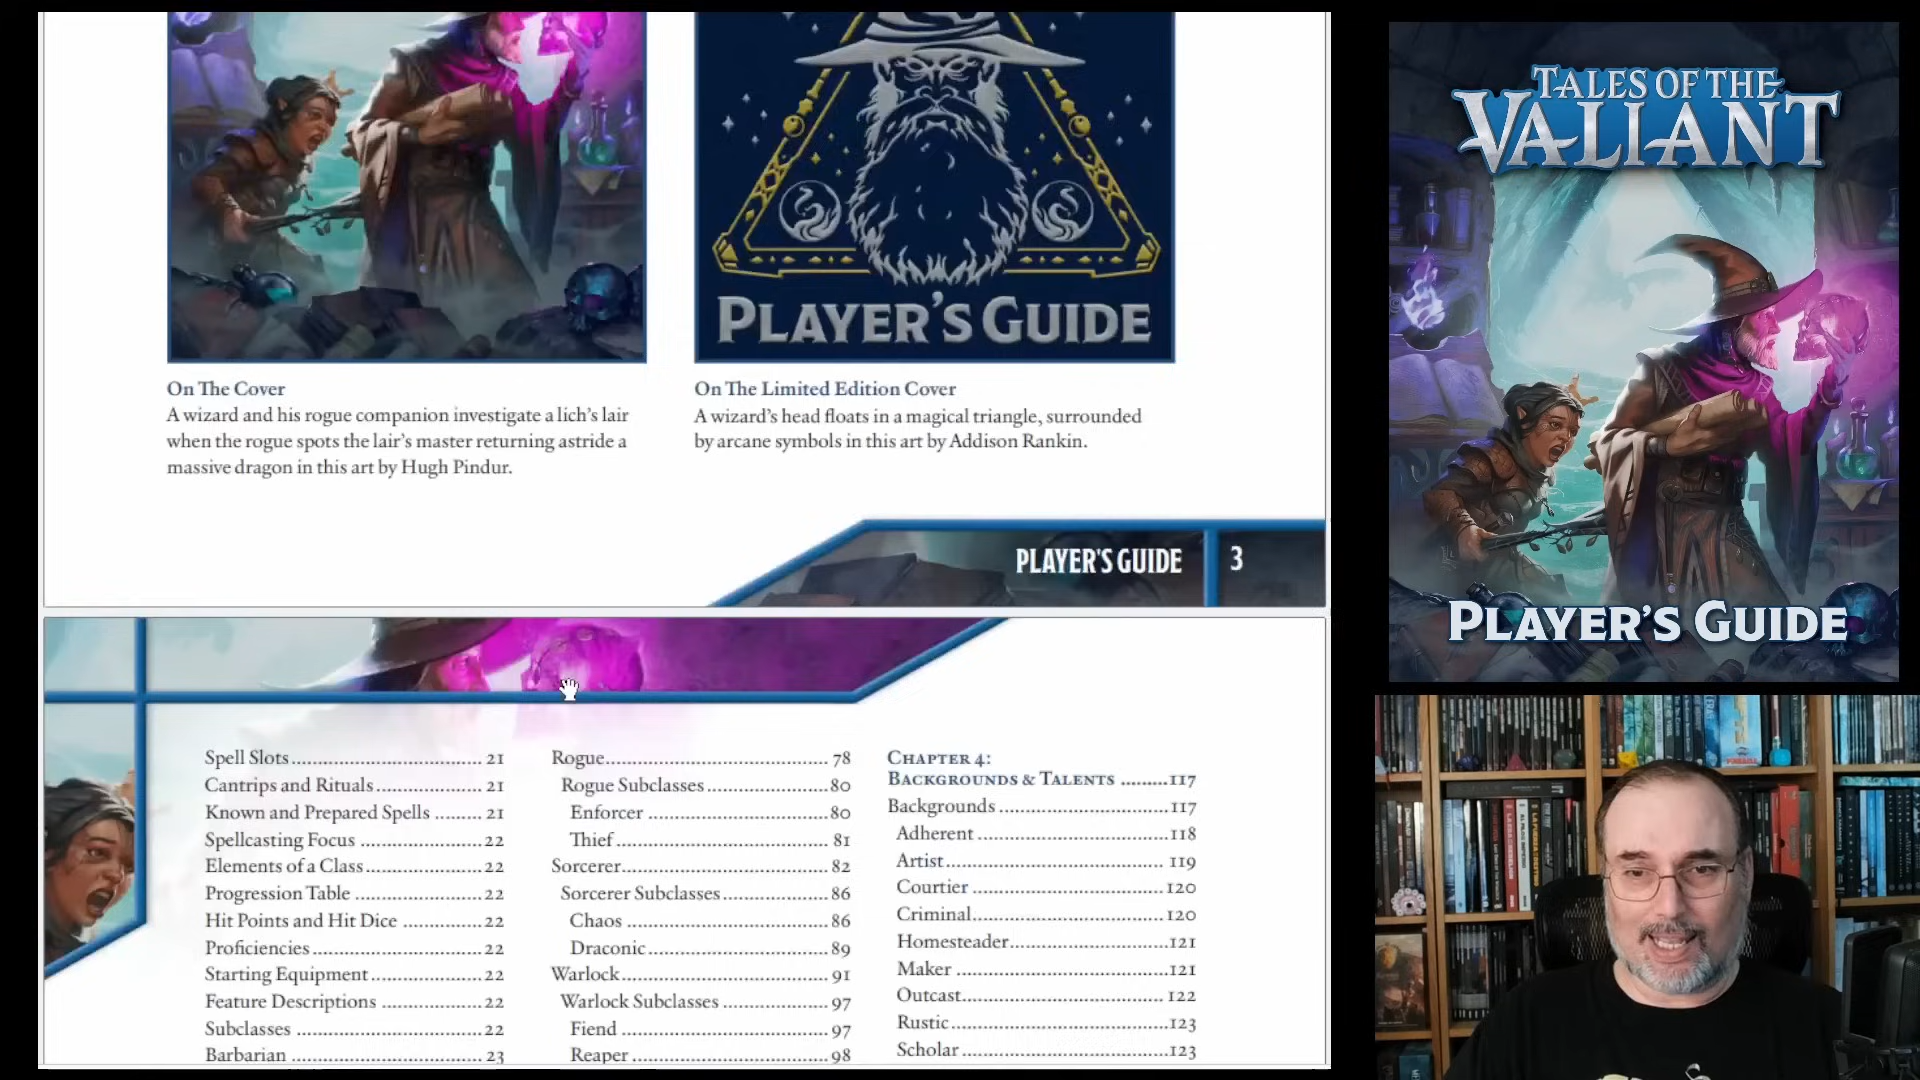 PLAYER'S GUIDE
On The Cover
A wizard and his rogue companion investigate a lich's lair
when the rogue spots the lair's master returning astride a
massive dragon in this art by Hugh Pindur.
On The Limited Edition Cover
A wizard's head floats in a magical triangle, surrounded
by arcane symbols in this art by Addison Rankin.
PLAYER'S GUIDE 3
Spell Slots 21
Cantrips and Rituals 21
Known and Prepared Spells 21
Spellcasting Focus 22
Elements of a Class 22
Progression Table 22
Hit Points and Hit Dice 22
Proficiencies 22
Starting Equipment 22
Feature Descriptions 22
Subclasses 22
Barbarian 23
Rogue 78
Rogue Subclasses 80
Enforcer 80
Thief 81
Sorcerer 82
Sorcerer Subclasses 86
Chaos 86
Draconic 89
Warlock 91
Warlock Subclasses 97
Fiend 97
Reaper 98
CHAPTER 4:
BACKGROUNDS & TALENTS 117
Backgrounds 117
Adherent 118
Artist 119
Courtier 120
Criminal 120
Homesteader 121
Maker 121
Outcast 122
Rustic 123
Scholar 123
TALES OF THE
VALIANT
PLAYER'S GUIDE